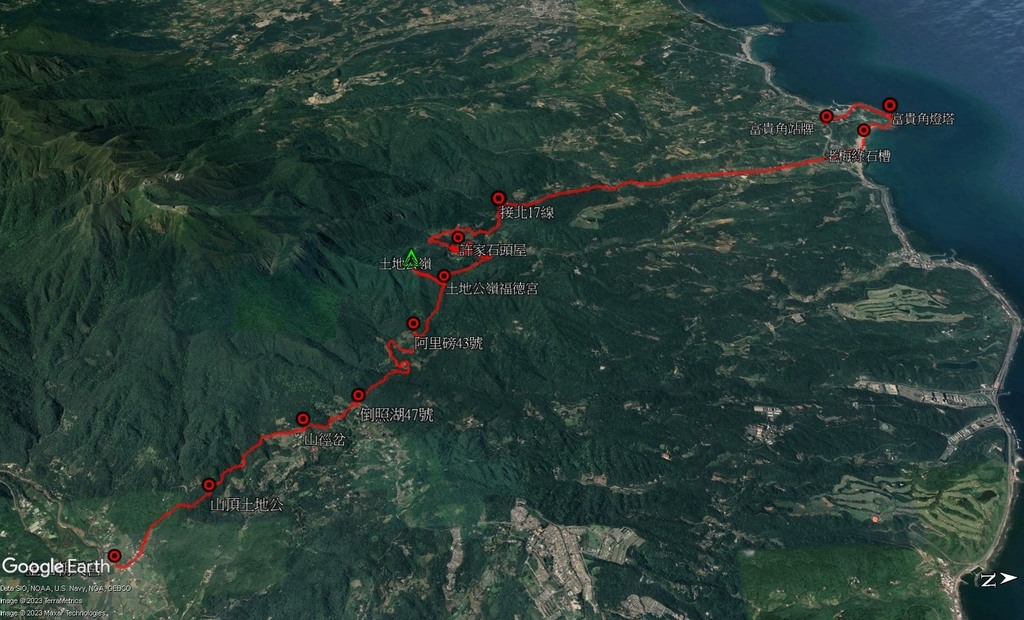 富貴角燈塔
富貴角站牌
老梅綠石槽
接北17線
許家石頭屋
土地公嶺
土地公嶺福德宮
阿里磅43號
倒照湖47號
山徑岔
山頂土地公
Google Earth
Data SIO, NOAA, U.S. Navy, NGA, GEBCO
Image © 2023 TerraMetrics
Image © 2023 Maxar Technologies
Z